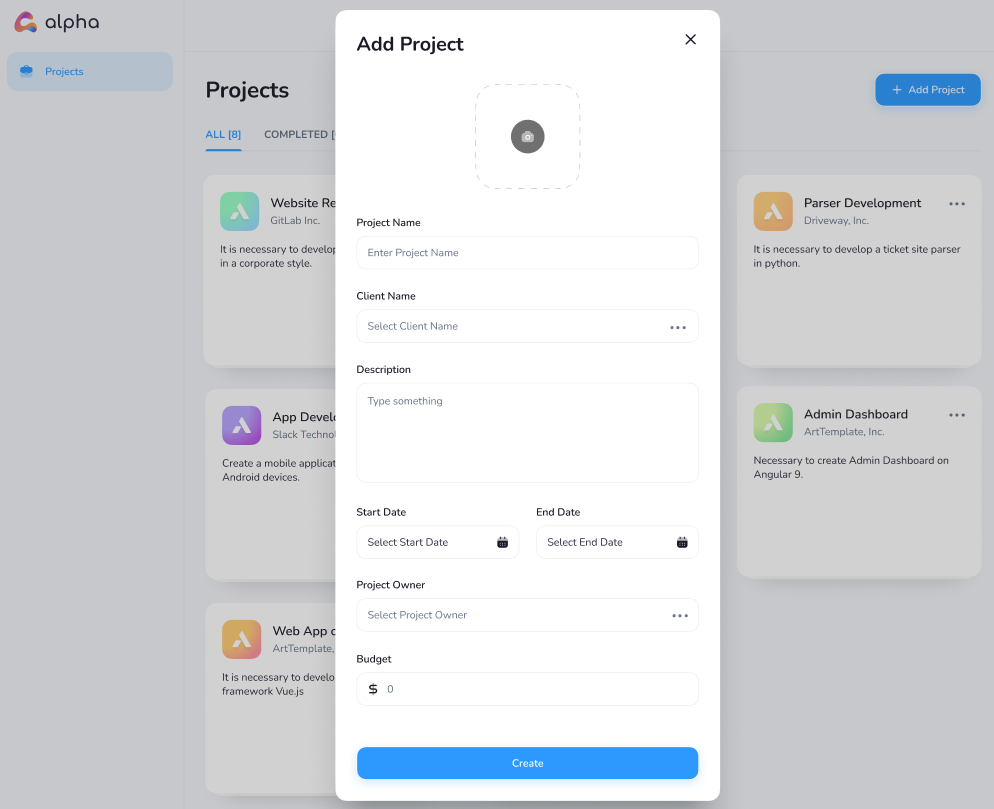 alpha
Projects
Projects
Add Project
ALL [8]
COMPLETED [
Website Re
GitLab Inc.
It is necessary to develop
in a corporate style.
Parser Development
Driveway, Inc.
It is necessary to develop a ticket site parser
in python.
App Devel
Slack Technol
Create a mobile applicat
Android devices.
Admin Dashboard
ArtTemplate, Inc.
Necessary to create Admin Dashboard on
Angular 9.
Web App
ArtTemplate,
It is necessary to develo
framework Vue.js
Add Project
Project Name
Enter Project Name
Client Name
Select Client Name
Description
Type something
Start Date
End Date
Select Start Date
Select End Date
Project Owner
Select Project Owner
Budget
$ 0
Create